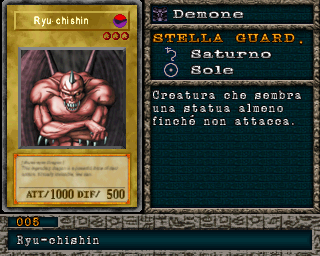 Ryu-chishin
ATT/1000 DIF/ 500
Demone
STELLA GUARD.
Saturno
Sole
Creatura che sembra
una statua almeno
finché non attacca.
005
Ryu-chishin